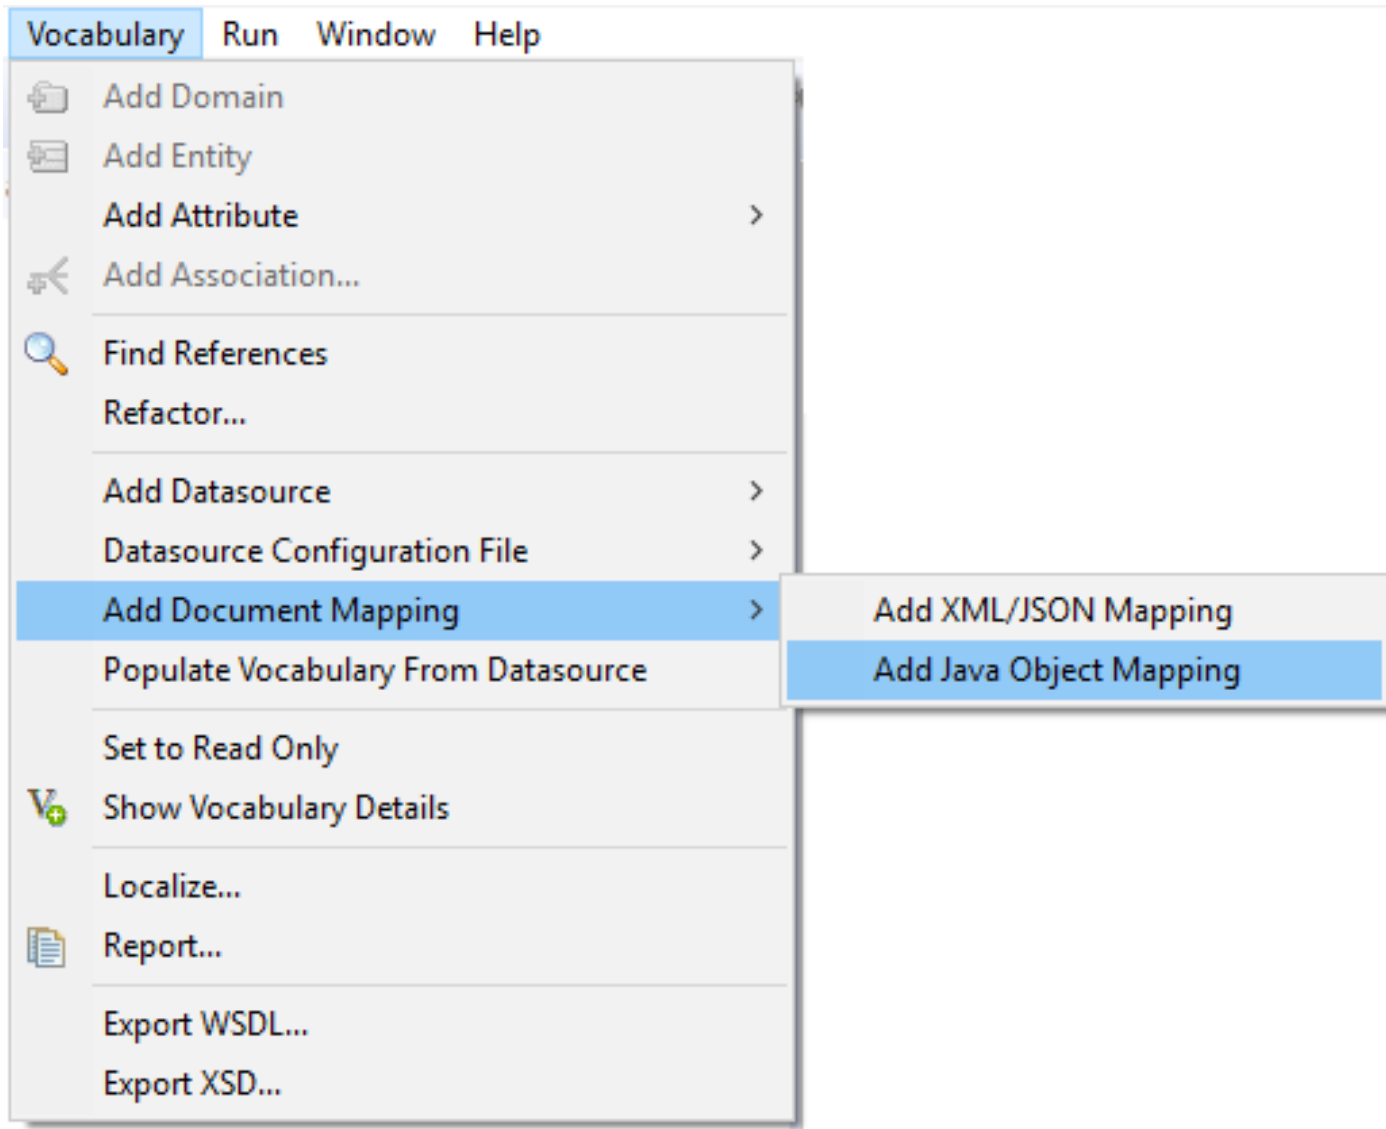 Vocabulary Run Window Help
Add Domain
Add Entity
Add Attribute
Add Association...
Find References
Refactor...
Add Datasource
Datasource Configuration File
Add Document Mapping
Add XML/JSON Mapping
Populate Vocabulary From Datasource
Add Java Object Mapping
Set to Read Only
Show Vocabulary Details
Localize...
Report...
Export WSDL...
Export XSD...